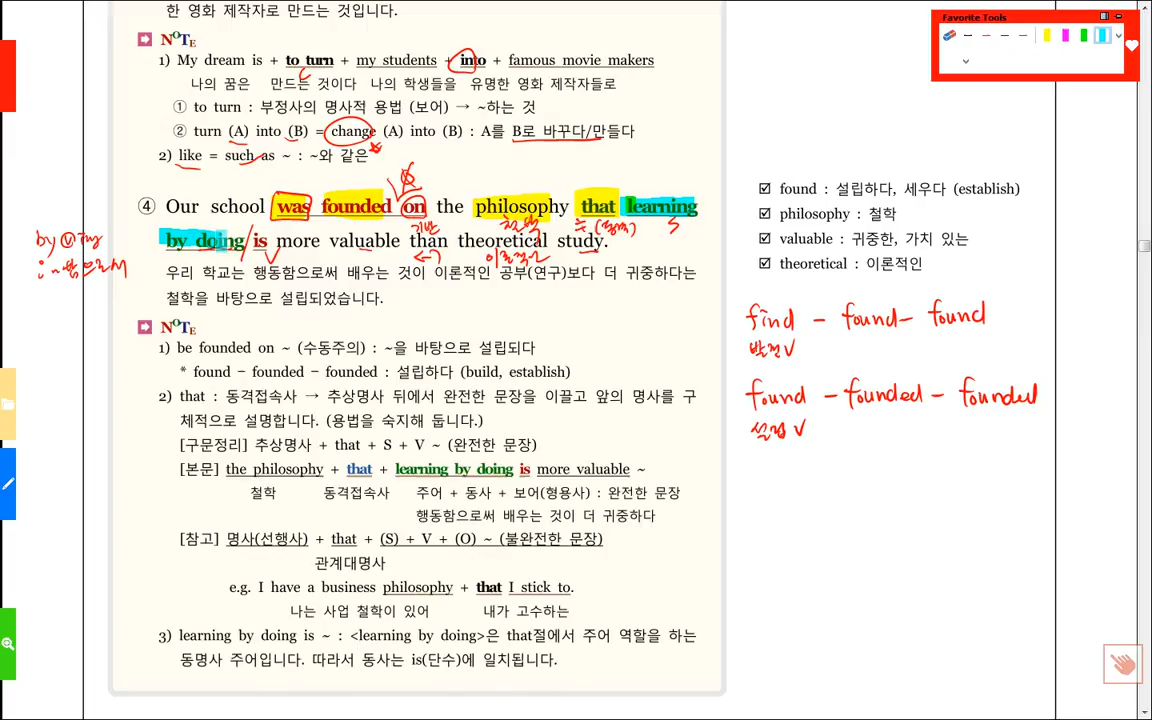 한 영화 제작자로 만드는 것입니다.
NOTE
1) My dream is + to turn + my students + into + famous movie makers
나의 꿈은 만드는 것이다 나의 학생들을 유명한 영화 제작자들로
① to turn : 부정사의 명사적 용법 (보어) → ~하는 것
② turn (A) into (B) = change (A) into (B) : A를 B로 바꾸다/만들다
2) like = such as ~ : ~와 같은
④ Our school was founded on the philosophy that learning
기반 철학 는 (동격) S
by doing is more valuable than theoretical study.
by ⓥing
: ~함으로써
이론적인
우리 학교는 행동함으로써 배우는 것이 이론적인 공부(연구)보다 더 귀중하다는
철학을 바탕으로 설립되었습니다.
NOTE
1) be founded on ~ (수동주의) : ~을 바탕으로 설립되다
* found - founded - founded : 설립하다 (build, establish)
2) that : 동격접속사 → 추상명사 뒤에서 완전한 문장을 이끌고 앞의 명사를 구
체적으로 설명합니다. (용법을 숙지해 둡니다.)
[구문정리] 추상명사 + that + S + V ~ (완전한 문장)
[본문] the philosophy + that + learning by doing is more valuable ~
철학 동격접속사 주어 + 동사 + 보어(형용사) : 완전한 문장
행동함으로써 배우는 것이 더 귀중하다
[참고] 명사(선행사) + that + (S) + V + (O) ~ (불완전한 문장)
관계대명사
e.g. I have a business philosophy + that I stick to.
나는 사업 철학이 있어 내가 고수하는
3) learning by doing is ~ : <learning by doing>은 that절에서 주어 역할을 하는
동명사 주어입니다. 따라서 동사는 is(단수)에 일치됩니다.
Favorite Tools
☑ found : 설립하다, 세우다 (establish)
☑ philosophy : 철학
☑ valuable : 귀중한, 가치 있는
☑ theoretical : 이론적인
find - found - found
발견V
found - founded - founded
설립V